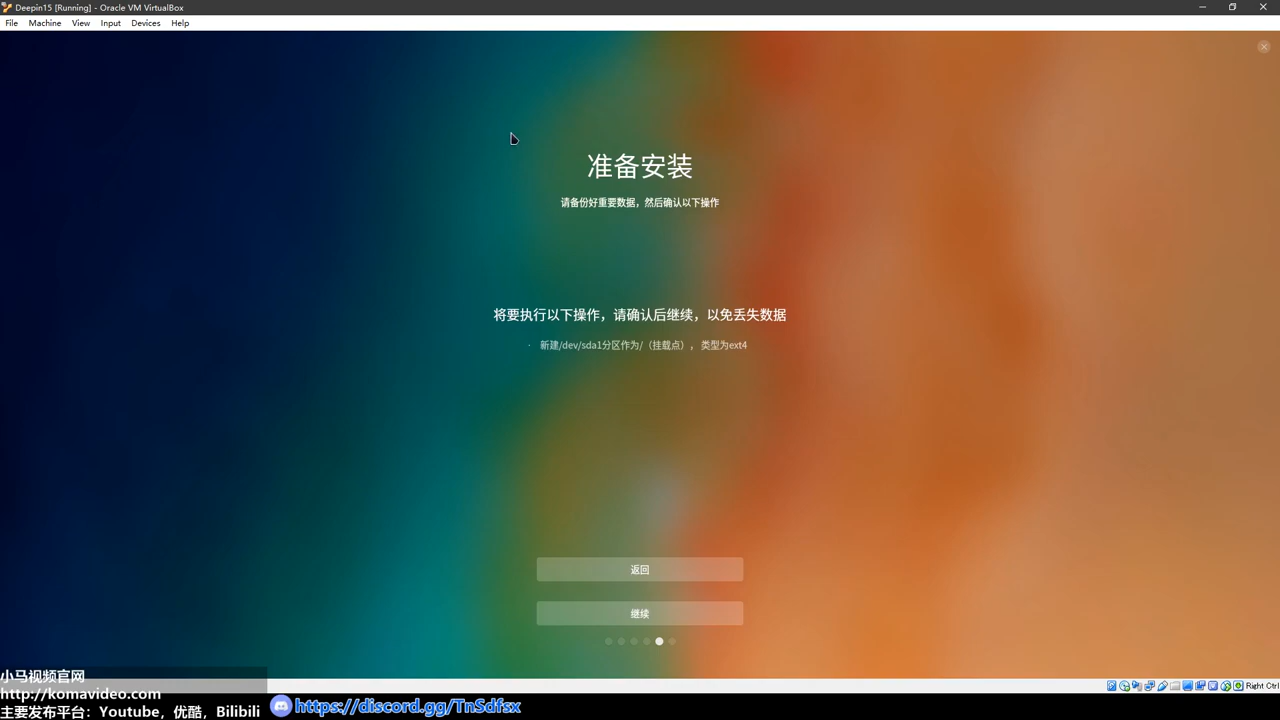 Deepin15 [Running] - Oracle VM VirtualBox
File Machine View Input Devices Help
准备安装
请备份好重要数据，然后确认以下操作
将要执行以下操作，请确认后继续，以免丢失数据
· 新建/dev/sda1分区作为/（挂载点）， 类型为ext4
返回
继续
Right Ctrl
小马视频官网
http://komavideo.com
主要发布平台：Youtube，优酷，Bilibili
https://discord.gg/TnSdfsx